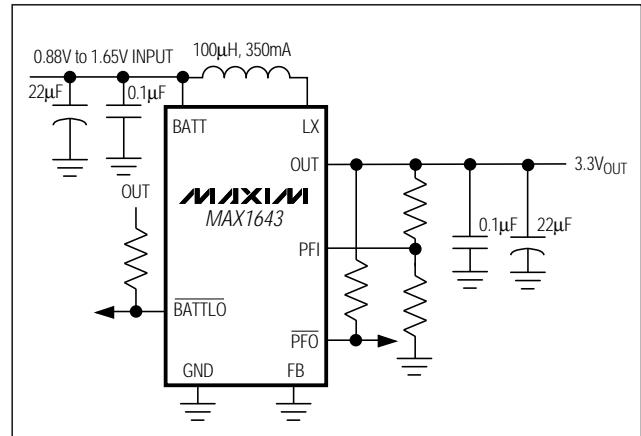 0.88V to 1.65V INPUT
100µH, 350mA
22µF
0.1µF
BATT
LX
OUT
3.3VOUT
OUT
MAXIM
MAX1643
0.1µF
22µF
PFI
BATTLO
PFO
GND
FB